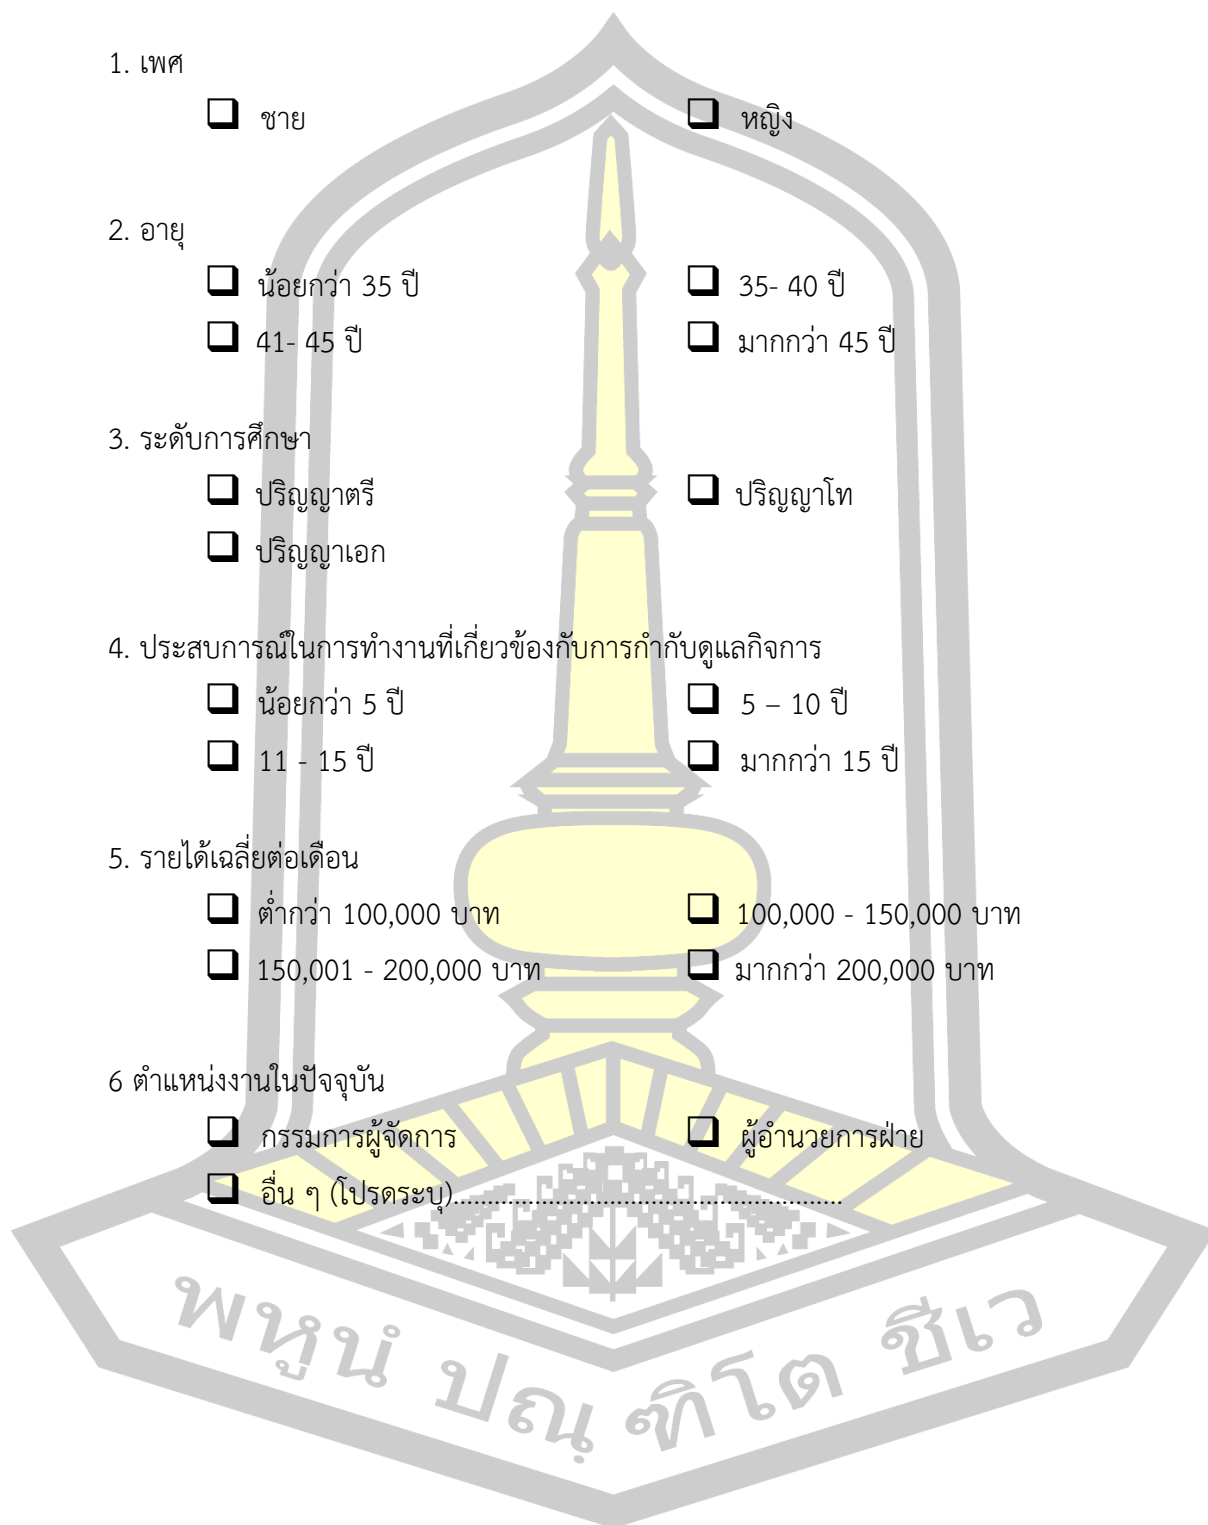 1. เพศ
❑ ชาย ❑ หญิง
2. อายุ
❑ น้อยกว่า 35 ปี ❑ 35- 40 ปี
❑ 41- 45 ปี ❑ มากกว่า 45 ปี
3. ระดับการศึกษา
❑ ปริญญาตรี ❑ ปริญญาโท
❑ ปริญญาเอก
4. ประสบการณ์ในการทำงานที่เกี่ยวข้องกับการกำกับดูแลกิจการ
❑ น้อยกว่า 5 ปี ❑ 5 – 10 ปี
❑ 11 - 15 ปี ❑ มากกว่า 15 ปี
5. รายได้เฉลี่ยต่อเดือน
❑ ต่ำกว่า 100,000 บาท ❑ 100,000 - 150,000 บาท
❑ 150,001 - 200,000 บาท ❑ มากกว่า 200,000 บาท
6 ตำแหน่งงานในปัจจุบัน
❑ กรรมการผู้จัดการ ❑ ผู้อำนวยการฝ่าย
❑ อื่น ๆ (โปรดระบุ).........................................................
พหูนํ ปณฺ ฑิโต ชีเว